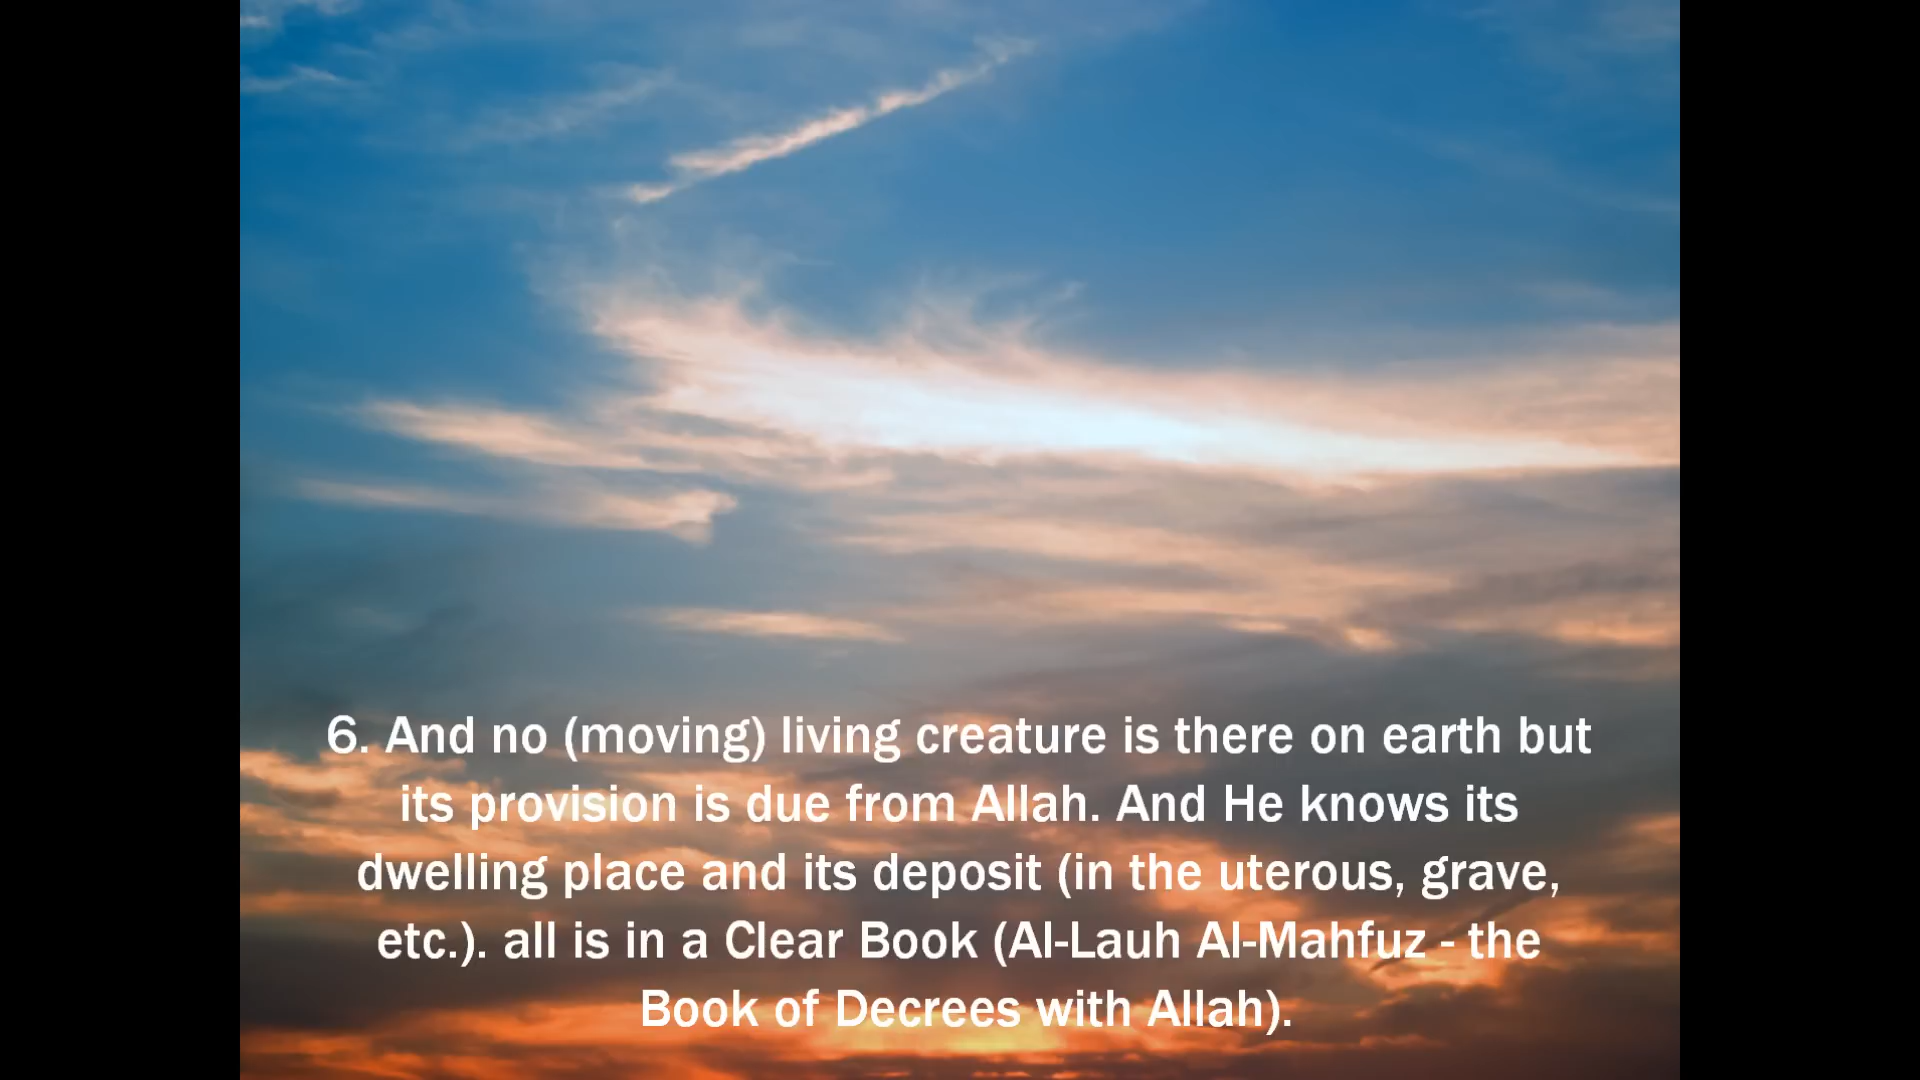 6. And no (moving) living creature is there on earth but
its provision is due from Allah. And He knows its
dwelling place and its deposit (in the uterous, grave,
etc.). all is in a Clear Book (Al-Lauh Al-Mahfuz - the
Book of Decrees with Allah).